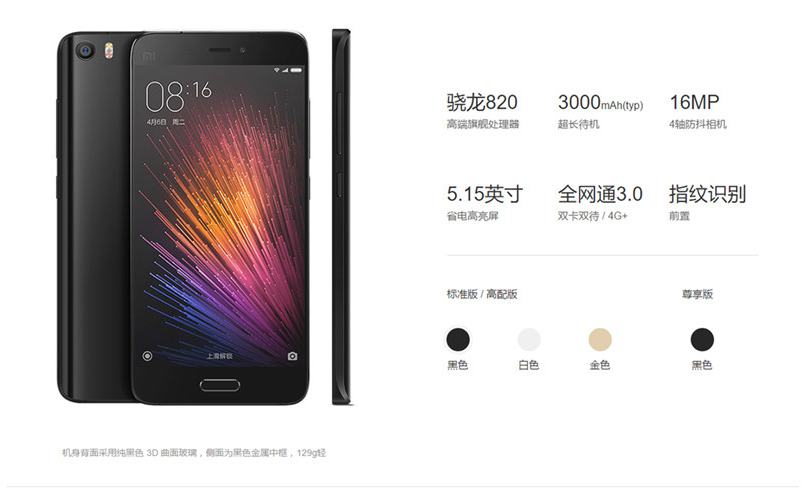 MI
08:16
4月6日 周二
上滑解锁
骁龙820
高端旗舰处理器
3000mAh(typ)
超长待机
16MP
4轴防抖相机
5.15英寸
省电高亮屏
全网通3.0
双卡双待 / 4G+
指纹识别
前置
标准版 / 高配版
尊享版
黑色
白色
金色
黑色
机身背面采用纯黑色 3D 曲面玻璃，侧面为黑色金属中框，129g轻